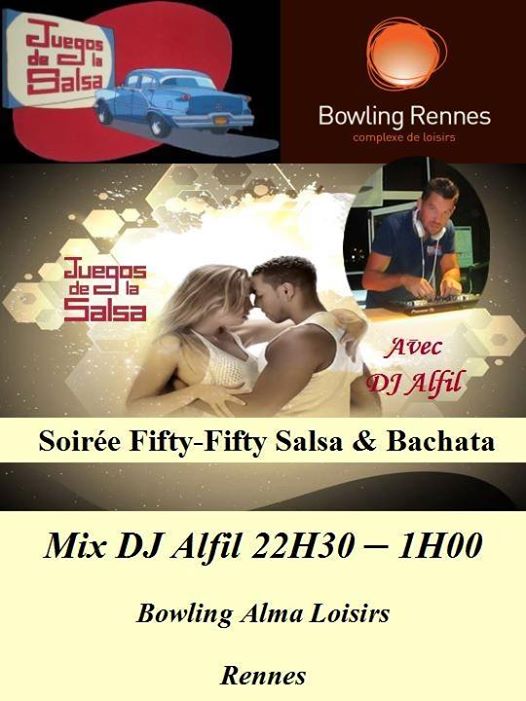 Juegos
de la
Salsa
Bowling Rennes
complexe de loisirs
Juegos
de la
Salsa
Avec
DJ Alfil
Soirée Fifty-Fifty Salsa & Bachata
Mix DJ Alfil 22H30 – 1H00
Bowling Alma Loisirs
Rennes